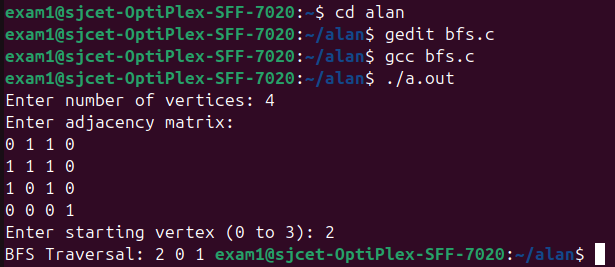 exam1@sjcet-OptiPlex-SFF-7020:~$ cd alan
exam1@sjcet-OptiPlex-SFF-7020:~/alan$ gedit bfs.c
exam1@sjcet-OptiPlex-SFF-7020:~/alan$ gcc bfs.c
exam1@sjcet-OptiPlex-SFF-7020:~/alan$ ./a.out
Enter number of vertices: 4
Enter adjacency matrix:
0 1 1 0
1 1 1 0
1 0 1 0
0 0 0 1
Enter starting vertex (0 to 3): 2
BFS Traversal: 2 0 1 exam1@sjcet-OptiPlex-SFF-7020:~/alan$